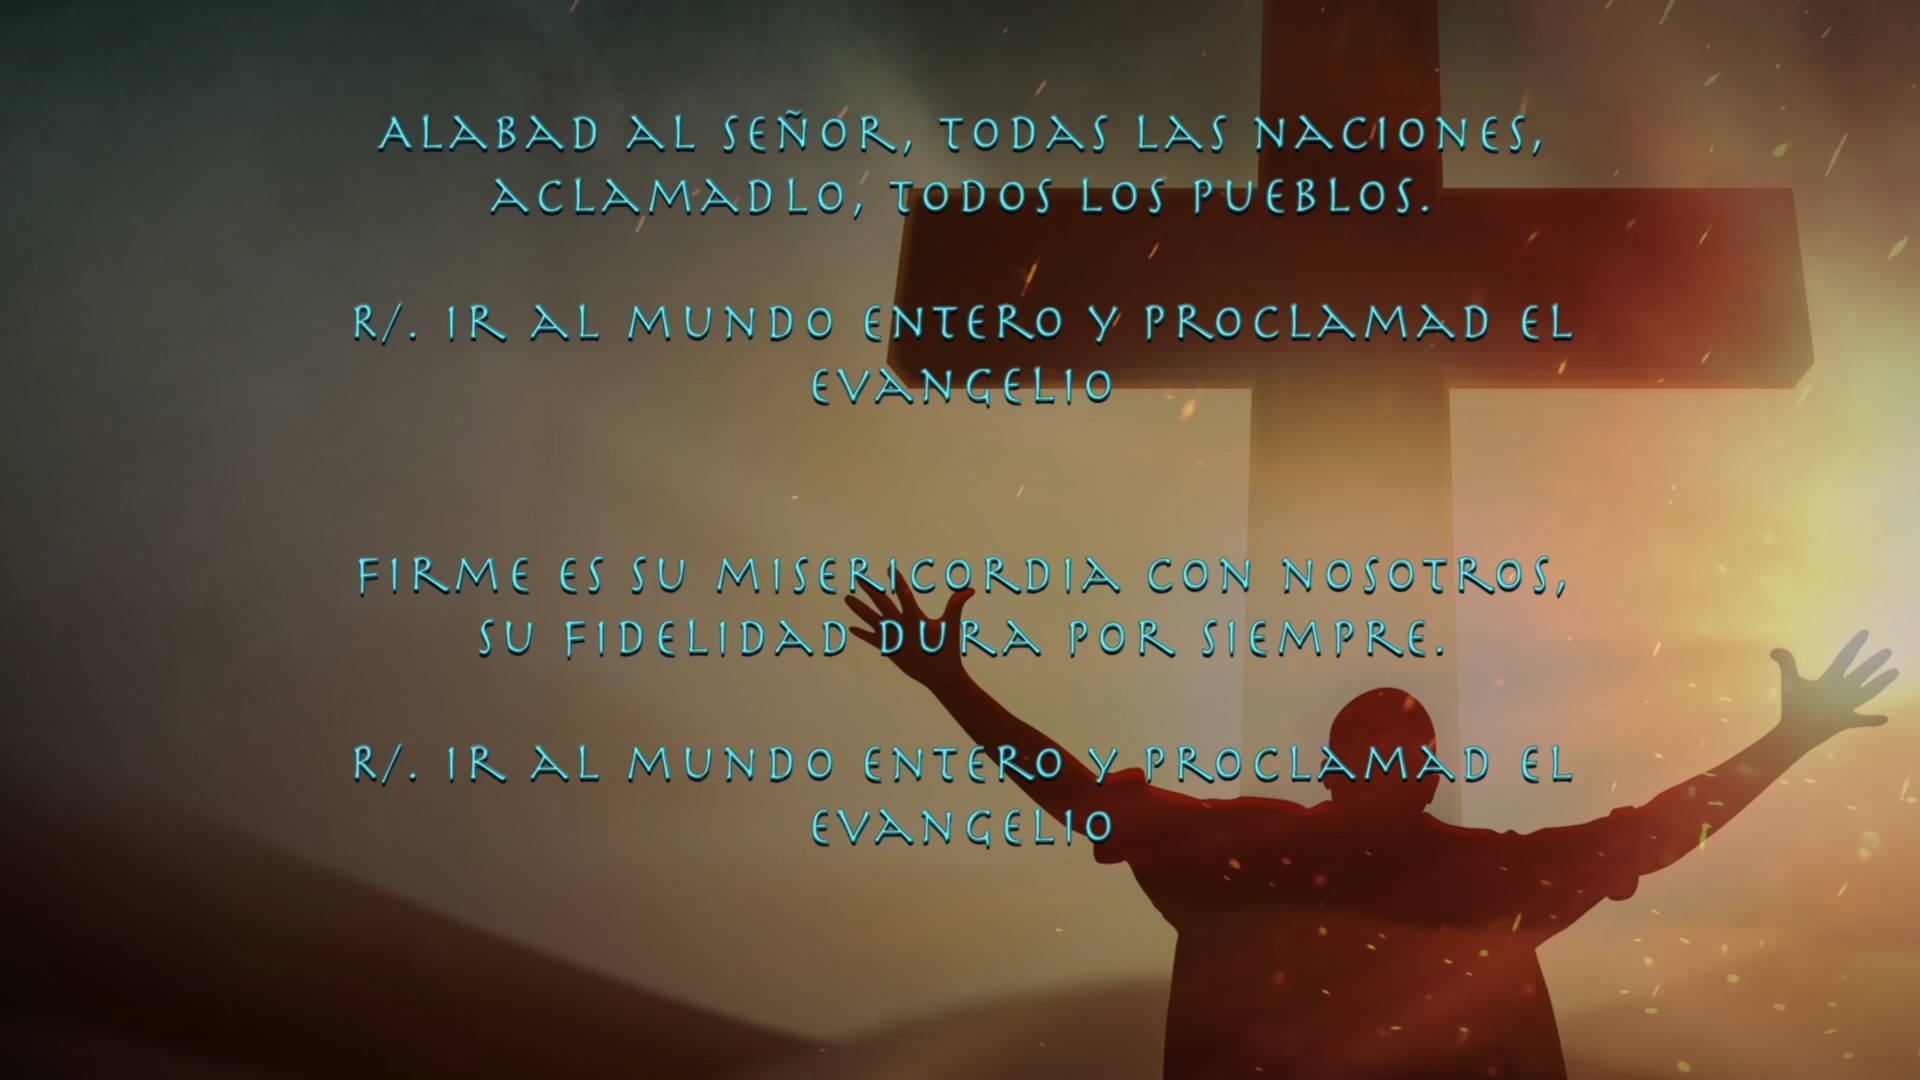 ALABAD AL SEÑOR, TODAS LAS NACIONES,
ACLAMADLO, TODOS LOS PUEBLOS.
R/. IR AL MUNDO ENTERO Y PROCLAMAD EL
EVANGELIO
FIRME ES SU MISERICORDIA CON NOSOTROS,
SU FIDELIDAD DURA POR SIEMPRE.
R/. IR AL MUNDO ENTERO Y PROCLAMAD EL
EVANGELIO